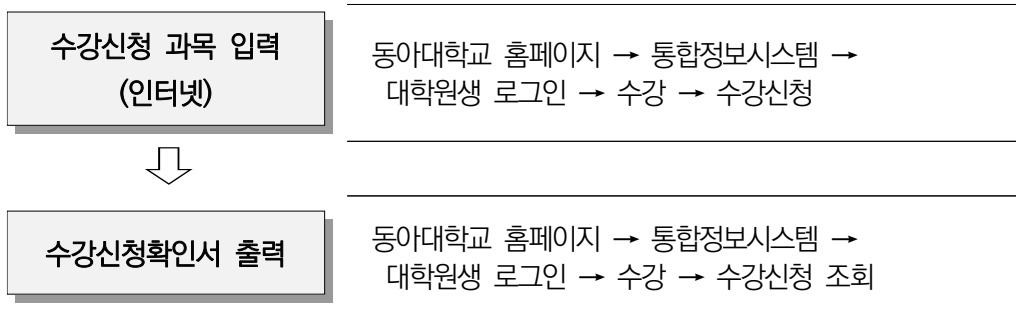 수강신청 과목 입력
(인터넷)
동아대학교 홈페이지 → 통합정보시스템 →
대학원생 로그인 → 수강 → 수강신청
수강신청확인서 출력
동아대학교 홈페이지 → 통합정보시스템 →
대학원생 로그인 → 수강 → 수강신청 조회